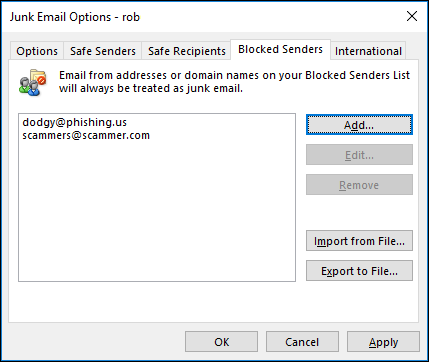 Junk Email Options - rob
Options
Safe Senders
Safe Recipients
Blocked Senders
International
Email from addresses or domain names on your Blocked Senders List
will always be treated as junk email.
dodgy@phishing.us
scammers@scammer.com
Add...
Edit...
Remove
Import from File...
Export to File...
OK
Cancel
Apply